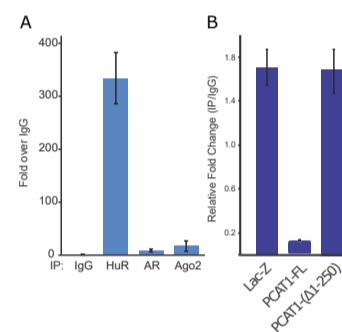 A
B
Fold over IgG
400
300
200
100
0
IP: IgG HuR AR Ago2
Relative Fold Change (IP/IgG)
1.8
1.4
1.0
0.6
0.2
Lac-Z
PCAT1-FL
PCAT1-(Δ1-250)